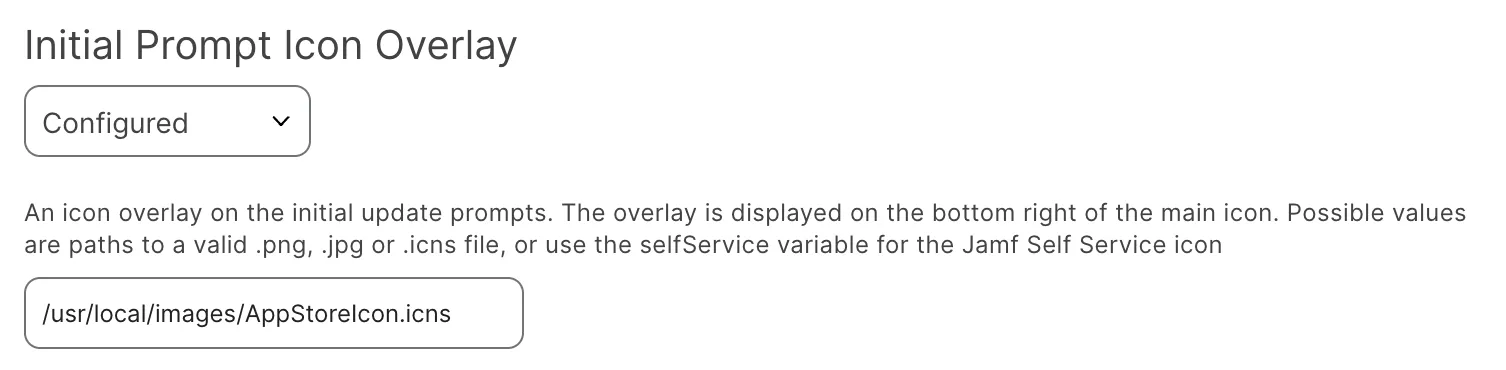 Initial Prompt Icon Overlay
Configured
An icon overlay on the initial update prompts. The overlay is displayed on the bottom right of the main icon. Possible values
are paths to a valid .png, .jpg or .icns file, or use the selfService variable for the Jamf Self Service icon
/usr/local/images/AppStoreIcon.icns